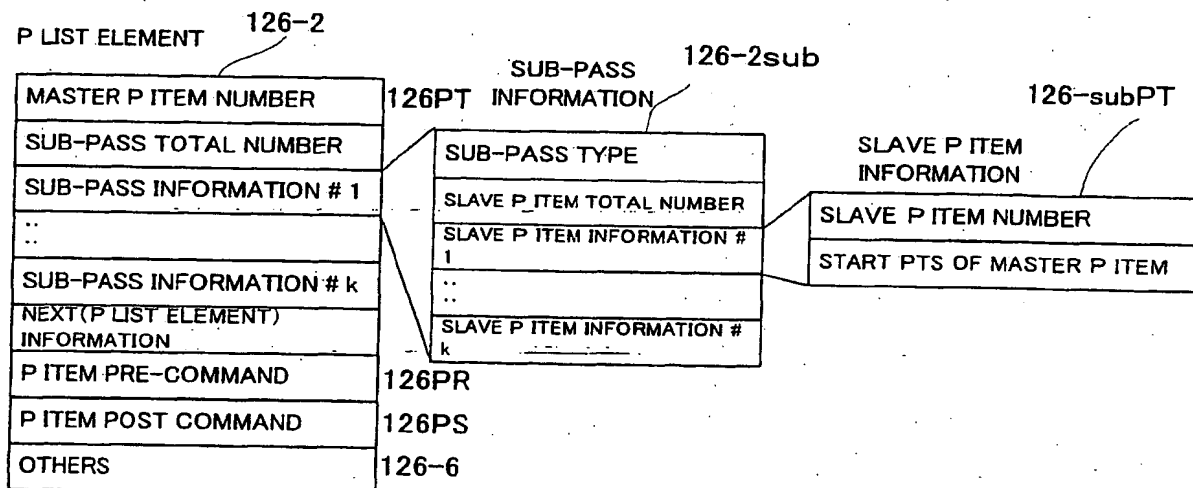 P LIST ELEMENT
126-2
MASTER P ITEM NUMBER
126PT
SUB-PASS TOTAL NUMBER
SUB-PASS INFORMATION # 1
:
:
SUB-PASS INFORMATION # k
NEXT(P LIST ELEMENT)
INFORMATION
P ITEM PRE-COMMAND
126PR
P ITEM POST COMMAND
126PS
OTHERS
126-6
SUB-PASS
INFORMATION
126-2sub
SUB-PASS TYPE
SLAVE P ITEM TOTAL NUMBER
SLAVE P ITEM INFORMATION #
1
:
:
SLAVE P ITEM INFORMATION #
k
SLAVE P ITEM
INFORMATION
126-subPT
SLAVE P ITEM NUMBER
START PTS OF MASTER P ITEM